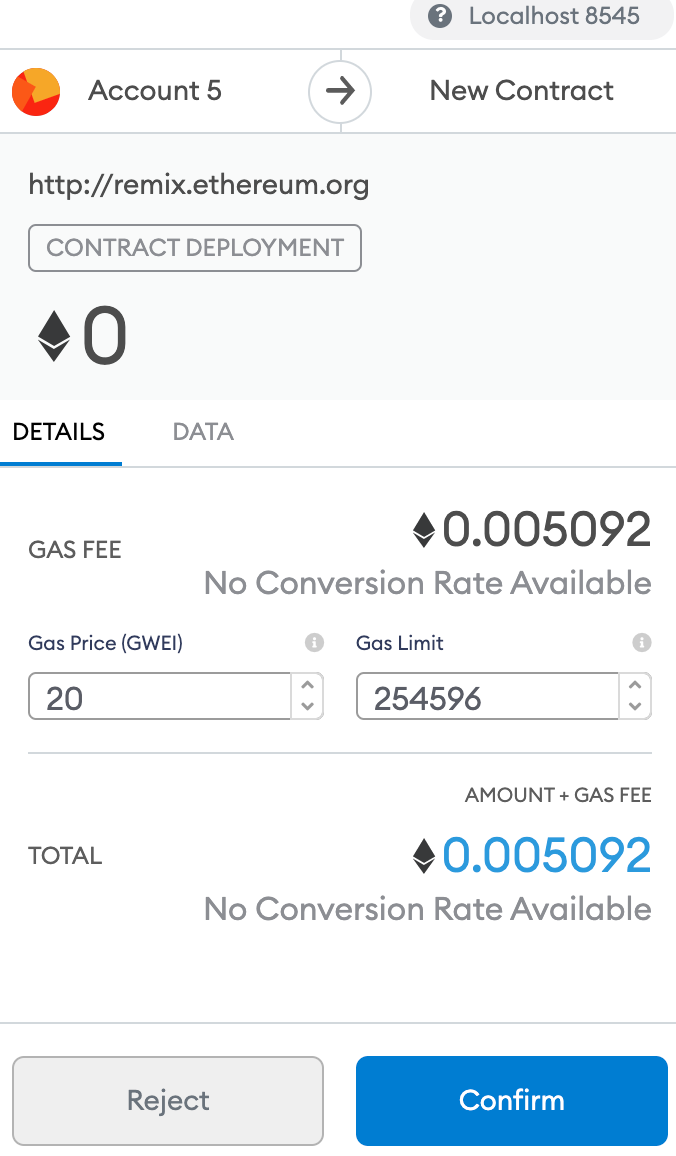 Localhost 8545
Account 5
New Contract
http://remix.ethereum.org
CONTRACT DEPLOYMENT
0
DETAILS
DATA
0.005092
GAS FEE
No Conversion Rate Available
Gas Price (GWEI)
Gas Limit
20
254596
AMOUNT + GAS FEE
TOTAL
0.005092
No Conversion Rate Available
Reject
Confirm